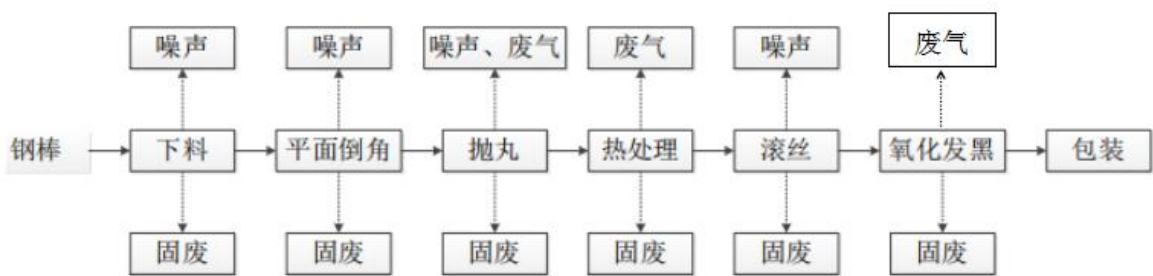 噪声 噪声 噪声、废气 废气 噪声 废气
钢棒 下料 平面倒角 抛丸 热处理 滚丝 氧化发黑 包装
固废 固废 固废 固废 固废 固废